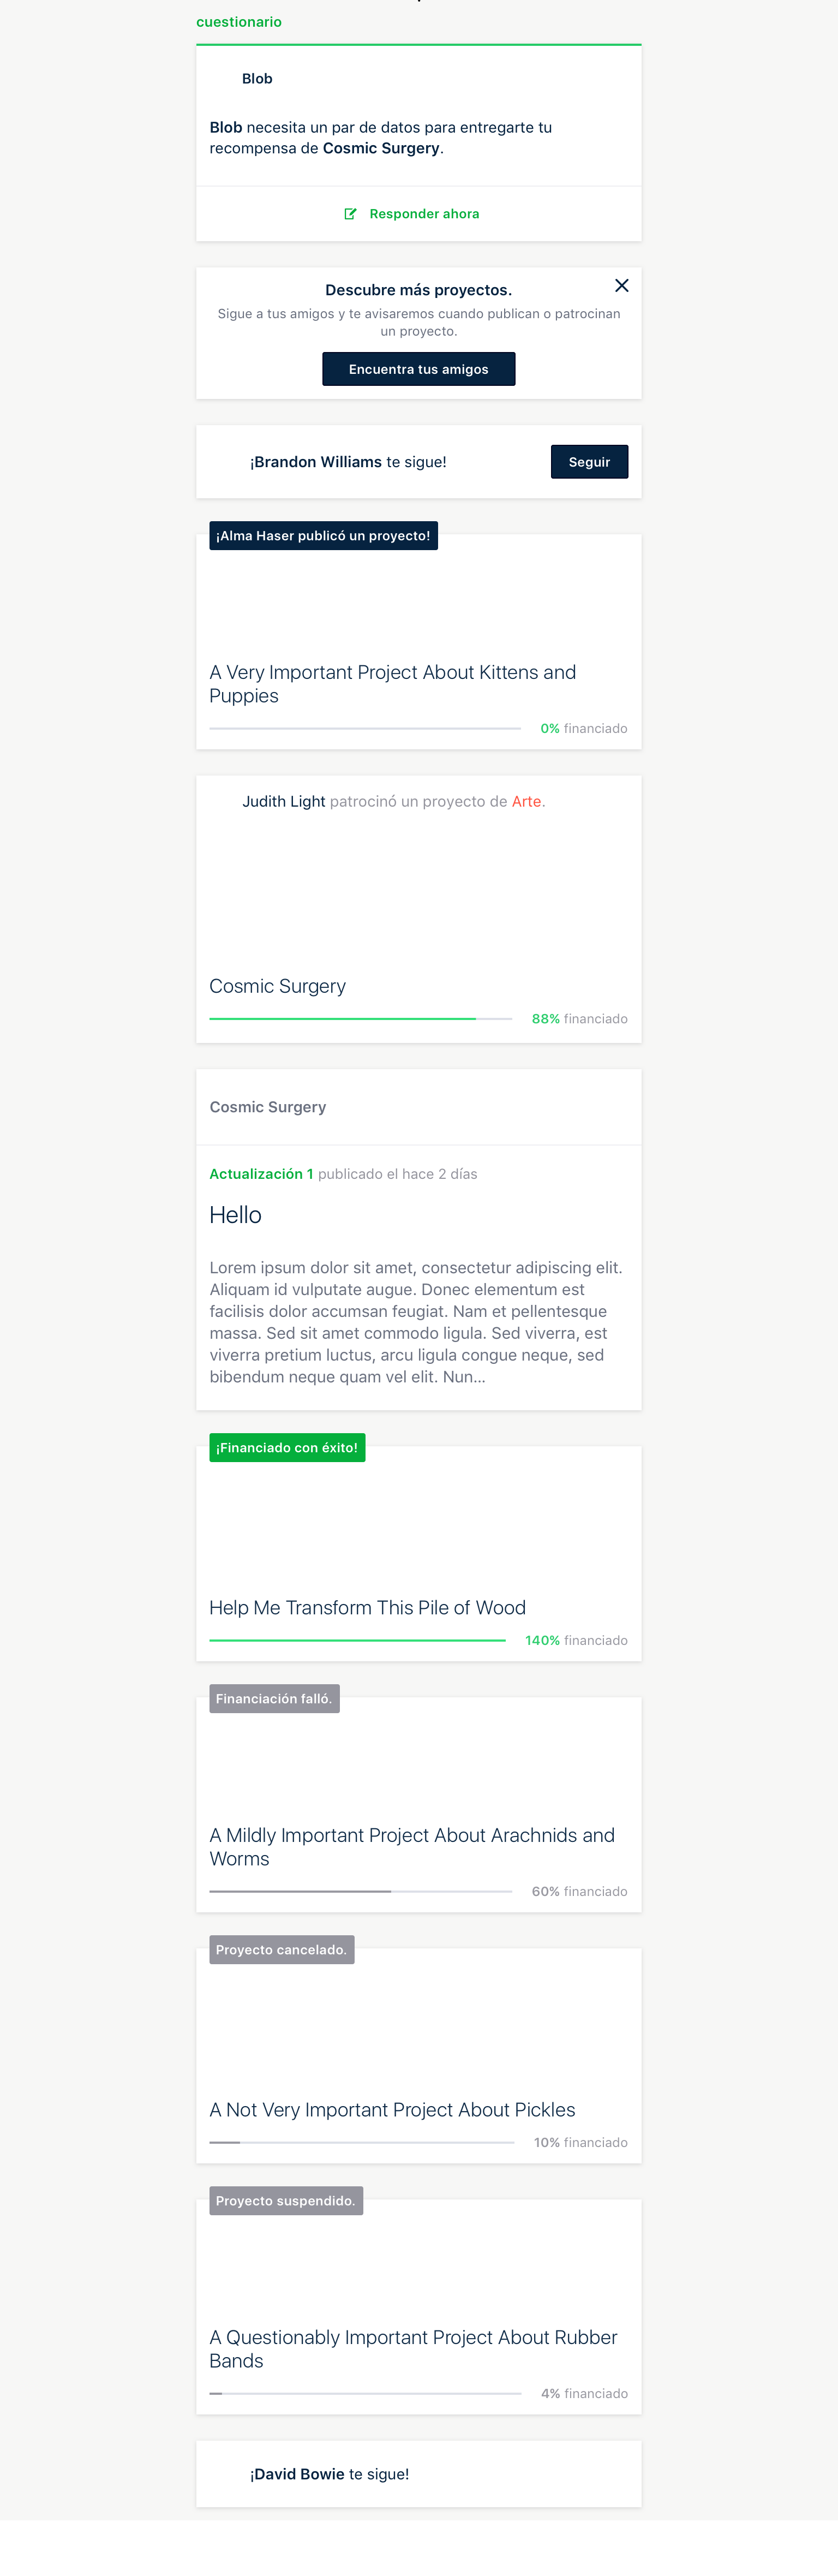 cuestionario
Blob
Blob necesita un par de datos para entregarte tu
recompensa de Cosmic Surgery.
Responder ahora
Descubre más proyectos.
Sigue a tus amigos y te avisaremos cuando publican o patrocinan
un proyecto.
Encuentra tus amigos
¡Brandon Williams te sigue!
Seguir
¡Alma Haser publicó un proyecto!
A Very Important Project About Kittens and
Puppies
0% financiado
Judith Light patrocinó un proyecto de Arte.
Cosmic Surgery
88% financiado
Cosmic Surgery
Actualización 1 publicado el hace 2 días
Hello
Lorem ipsum dolor sit amet, consectetur adipiscing elit.
Aliquam id vulputate augue. Donec elementum est
facilisis dolor accumsan feugiat. Nam et pellentesque
massa. Sed sit amet commodo ligula. Sed viverra, est
viverra pretium luctus, arcu ligula congue neque, sed
bibendum neque quam vel elit. Nun...
¡Financiado con éxito!
Help Me Transform This Pile of Wood
140% financiado
Financiación falló.
A Mildly Important Project About Arachnids and
Worms
60% financiado
Proyecto cancelado.
A Not Very Important Project About Pickles
10% financiado
Proyecto suspendido.
A Questionably Important Project About Rubber
Bands
4% financiado
¡David Bowie te sigue!